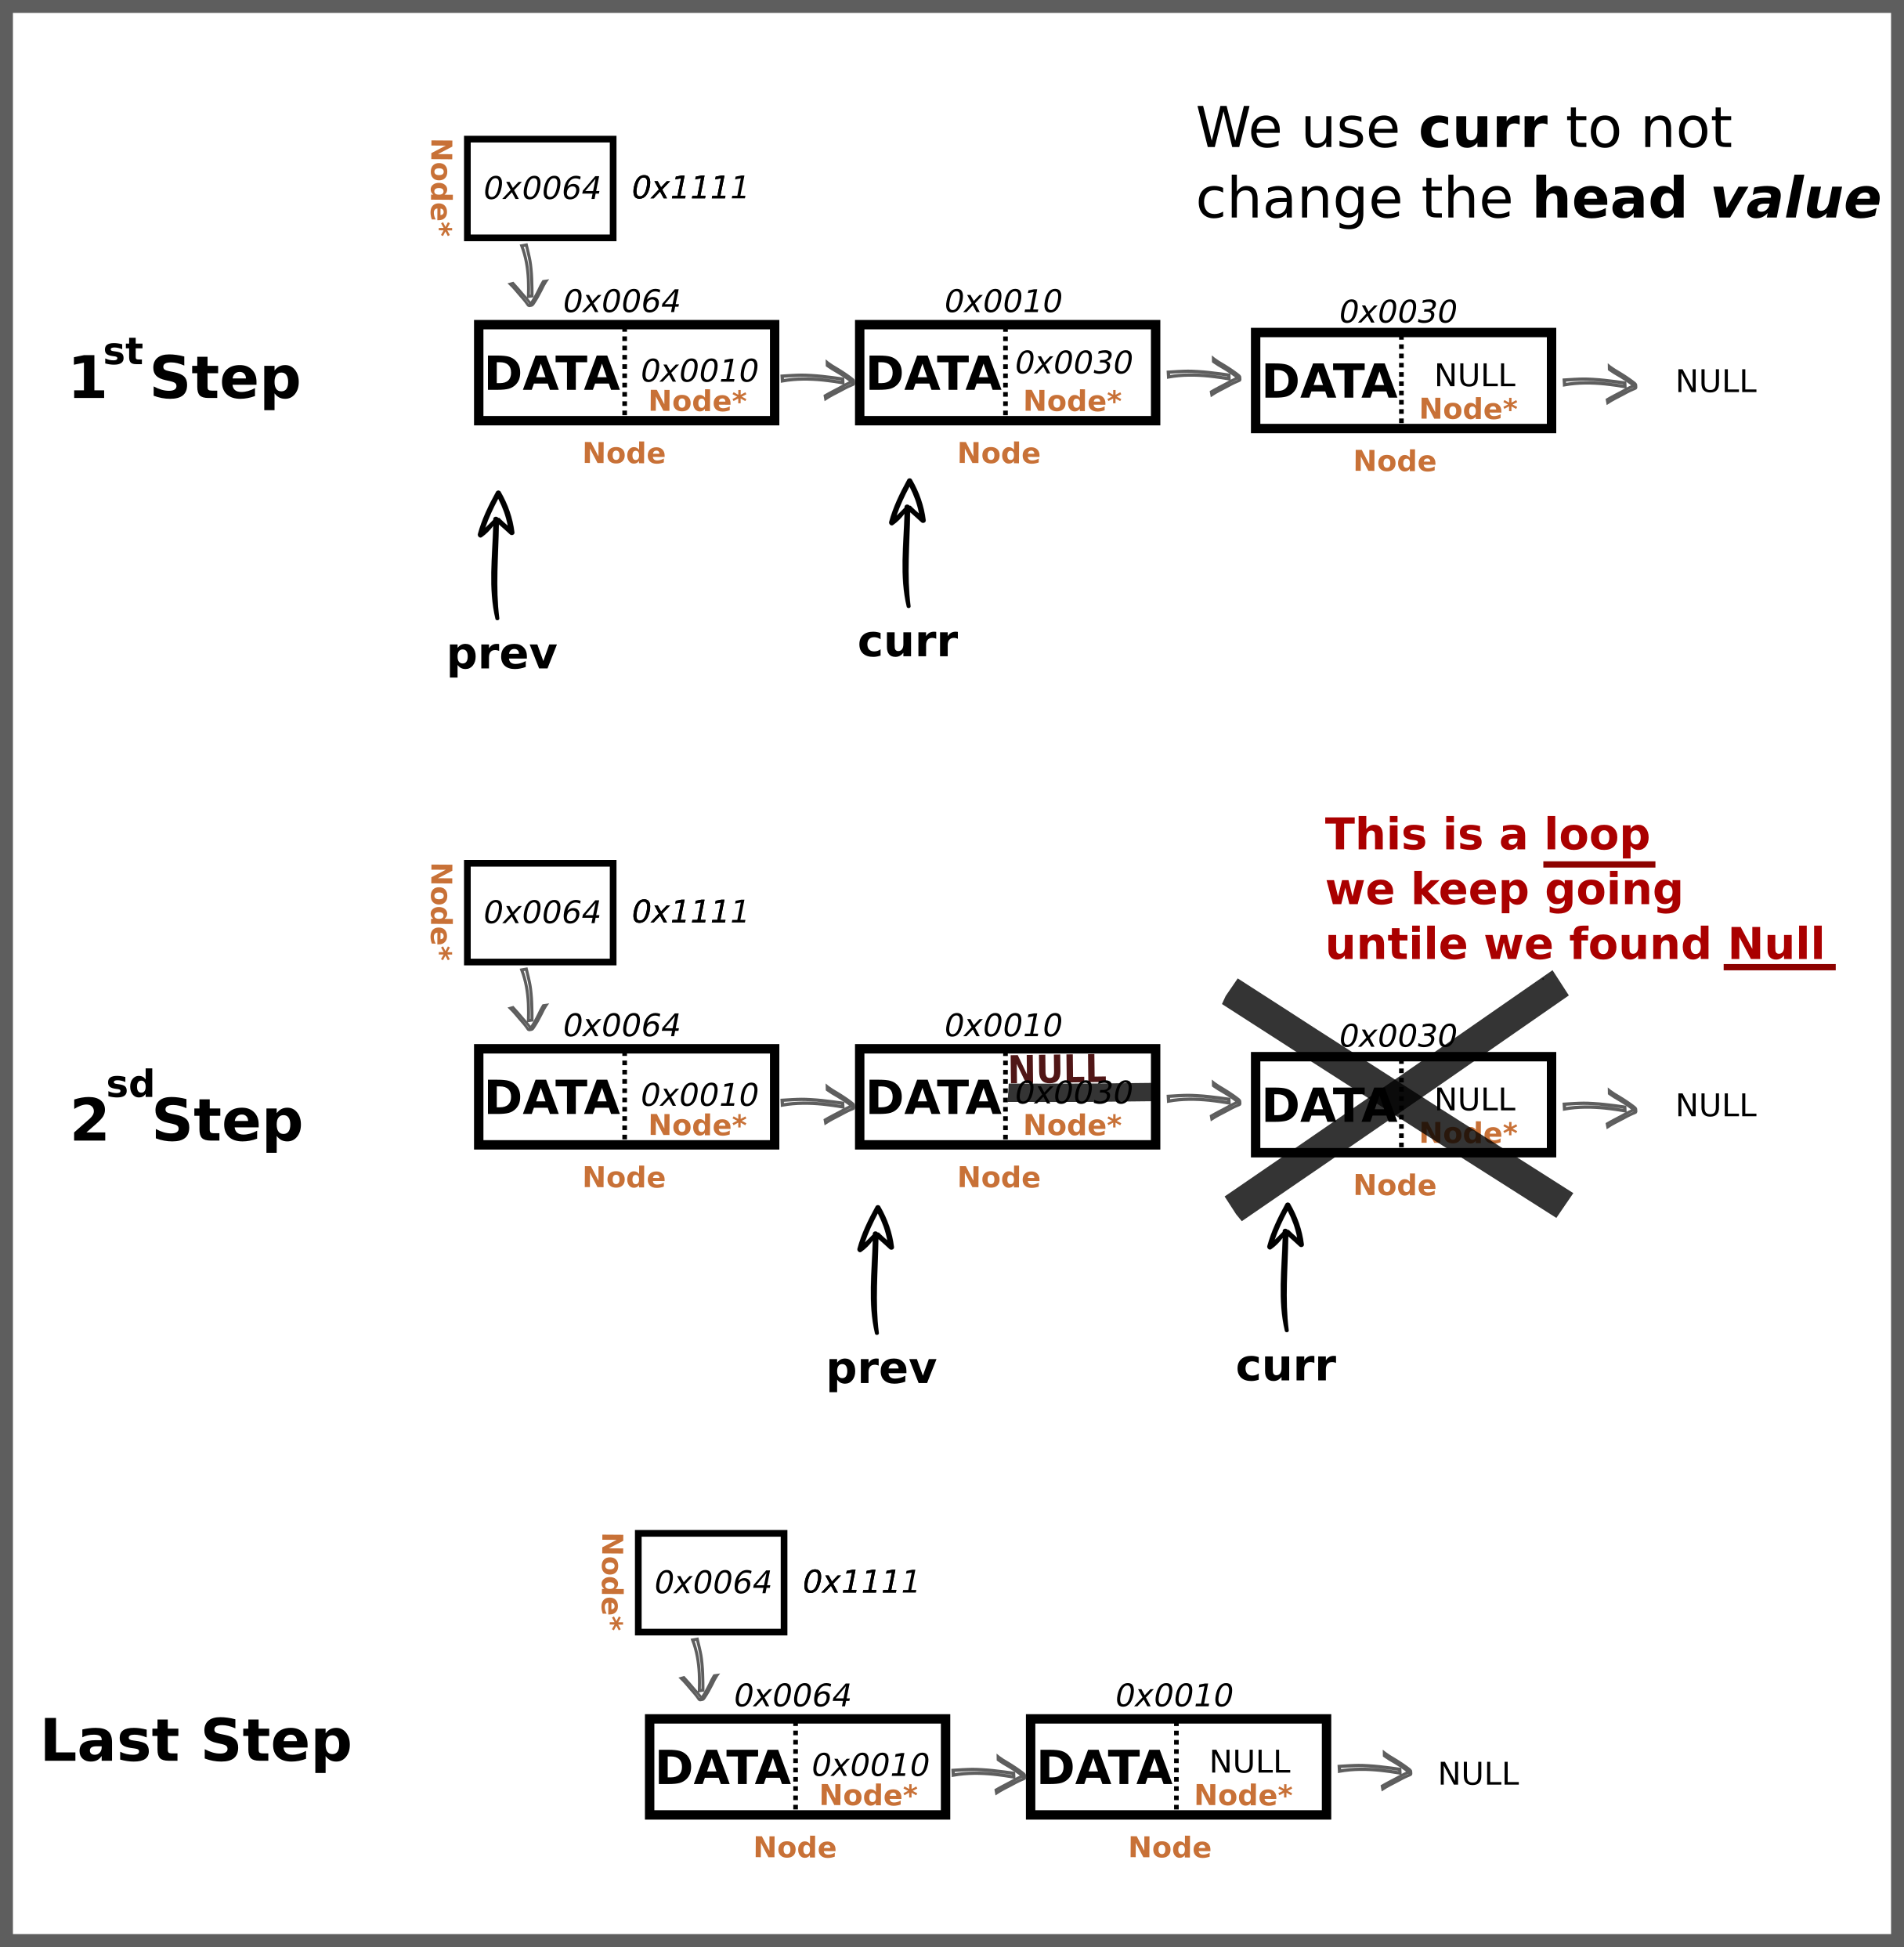 We use curr to not
change the head value
Node*
0x0064
0x1111
0x0064
0x0010
0x0030
1st Step
DATA
0x0010
Node*
DATA
0x0030
Node*
DATA
NULL
Node*
NULL
Node
Node
Node
prev
curr
This is a loop
we keep going
untile we found Null
Node*
0x0064
0x1111
0x0064
0x0010
0x0030
2sd Step
DATA
0x0010
Node*
DATA
NULL
0x0030
Node*
DATA
NULL
Node*
NULL
Node
Node
Node
prev
curr
Node*
0x0064
0x1111
0x0064
0x0010
Last Step
DATA
0x0010
Node*
DATA
NULL
Node*
NULL
Node
Node